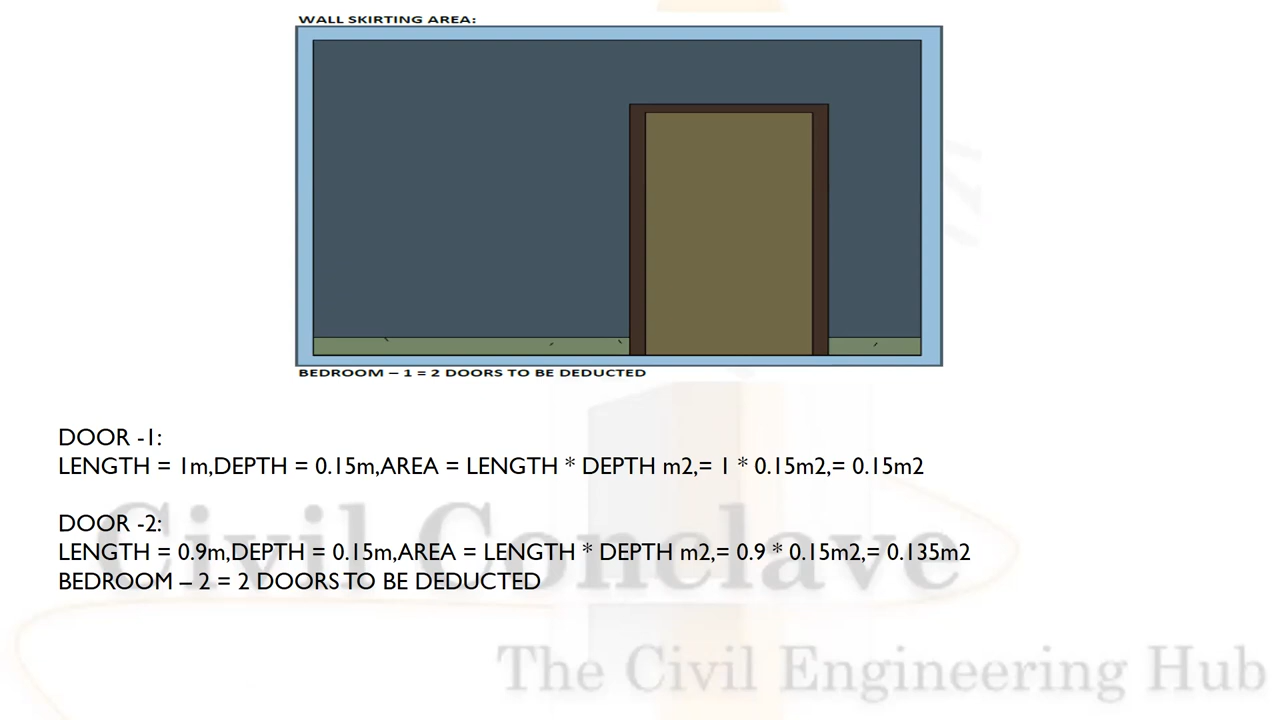 WALL SKIRTING AREA:
BEDROOM – 1 = 2 DOORS TO BE DEDUCTED
DOOR -1:
LENGTH = 1m,DEPTH = 0.15m,AREA = LENGTH * DEPTH m2,= 1 * 0.15m2,= 0.15m2
DOOR -2:
LENGTH = 0.9m,DEPTH = 0.15m,AREA = LENGTH * DEPTH m2,= 0.9 * 0.15m2,= 0.135m2
BEDROOM – 2 = 2 DOORS TO BE DEDUCTED
Civil Conclave
The Civil Engineering Hub